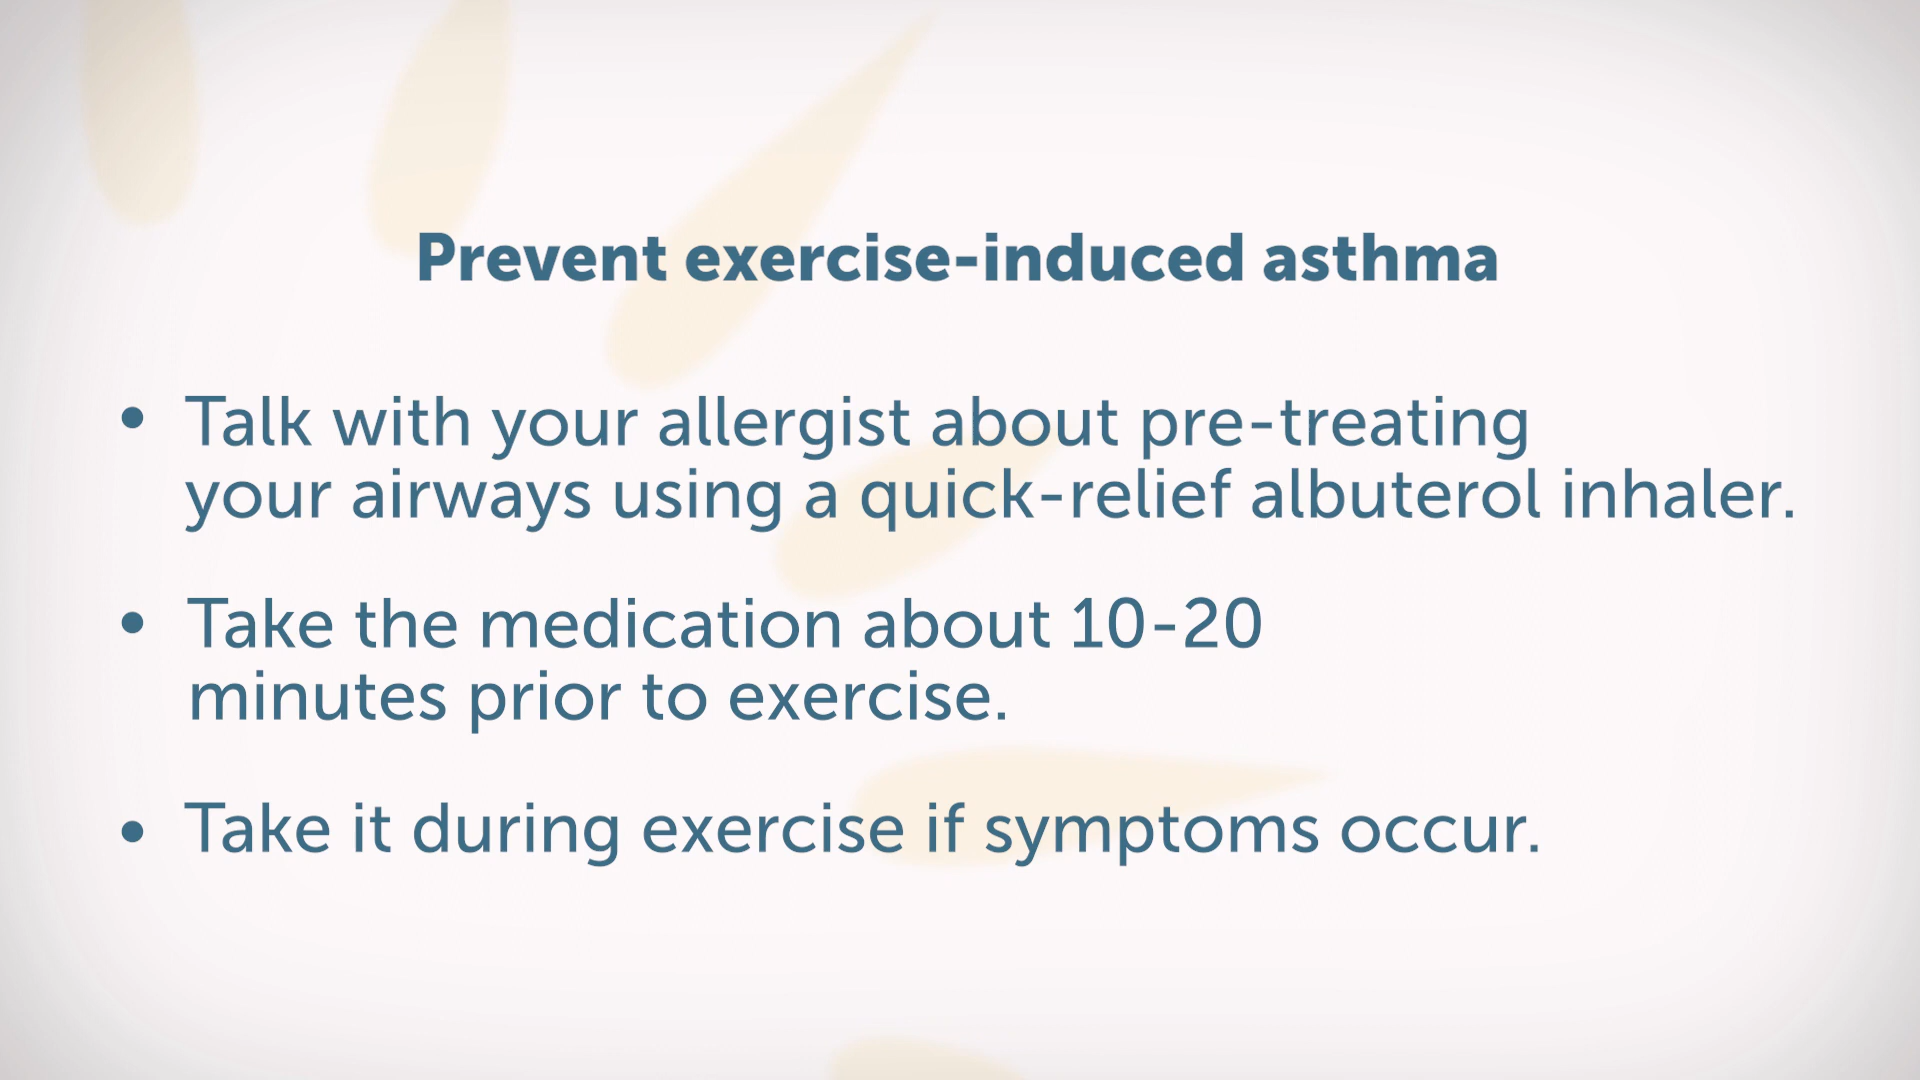 Prevent exercise-induced asthma
• Talk with your allergist about pre-treating
your airways using a quick-relief albuterol inhaler.
• Take the medication about 10-20
minutes prior to exercise.
• Take it during exercise if symptoms occur.